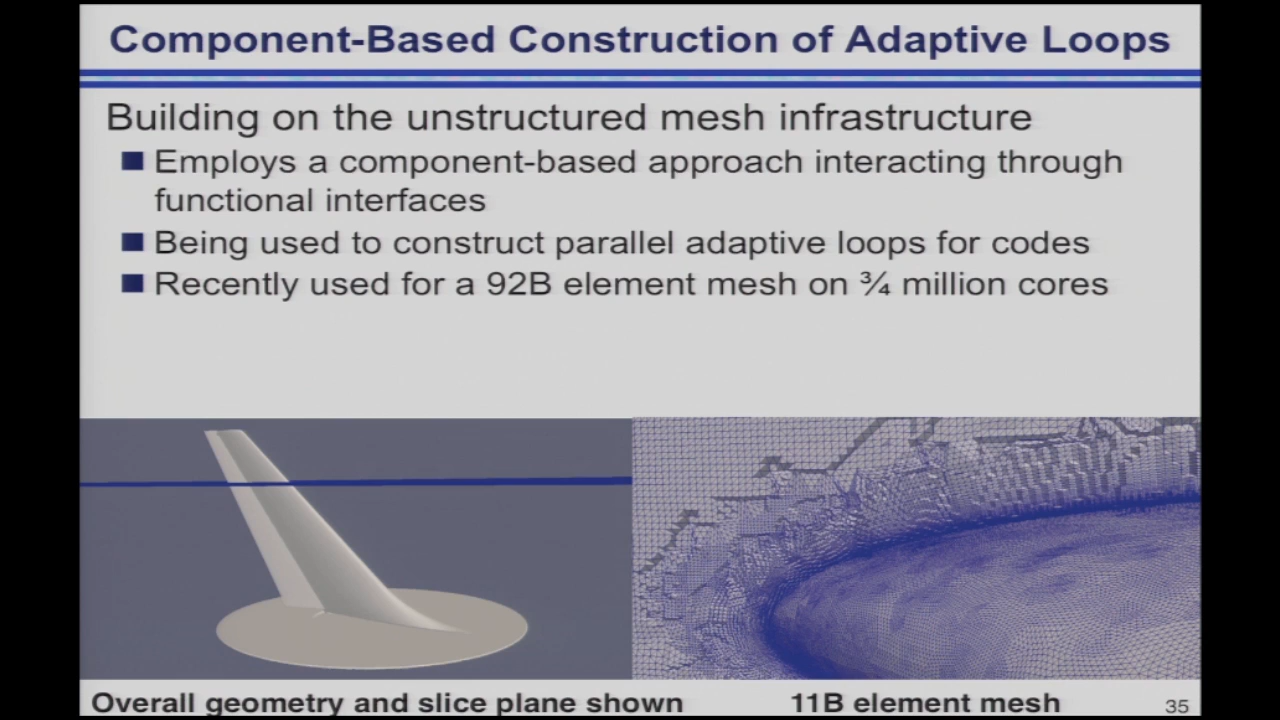 Component-Based Construction of Adaptive Loops
Building on the unstructured mesh infrastructure
Employs a component-based approach interacting through
functional interfaces
Being used to construct parallel adaptive loops for codes
Recently used for a 92B element mesh on ¾ million cores
Overall geometry and slice plane shown
11B element mesh
35